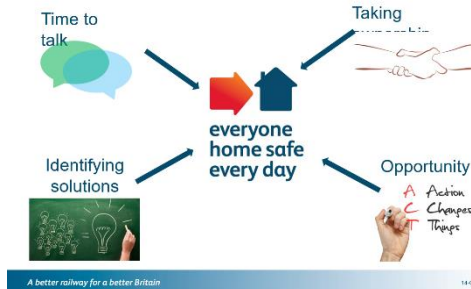 Time to
talk
Taking
everyone
home safe
every day
Identifying
solutions
Opportunity
A Action
C Changes
T Things
A better railway for a better Britain